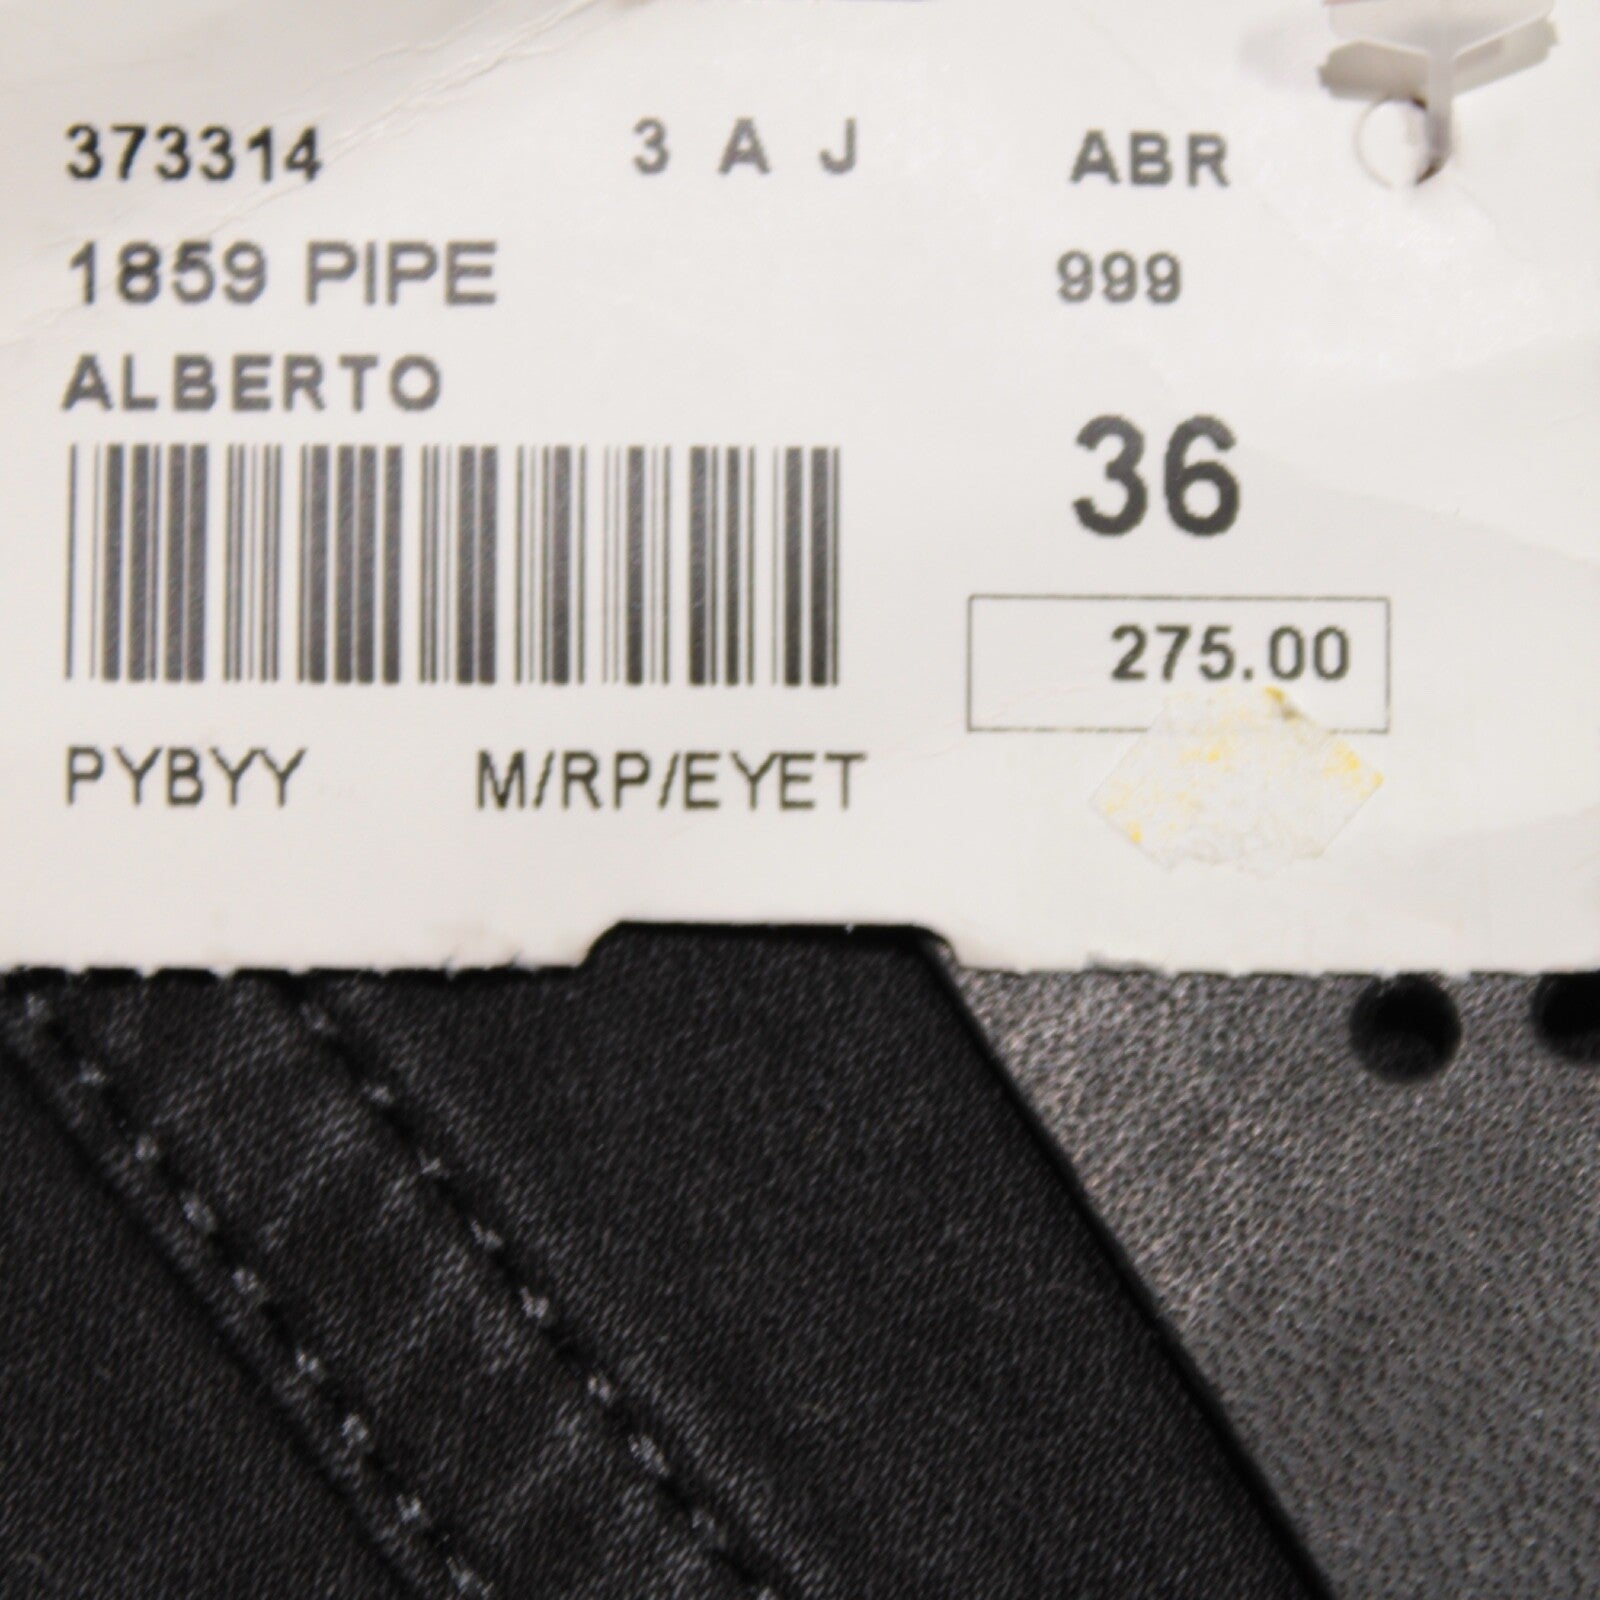 373314 3 A J ABR
1859 PIPE 999
ALBERTO
36
275.00
PYBYY M/RP/EYET